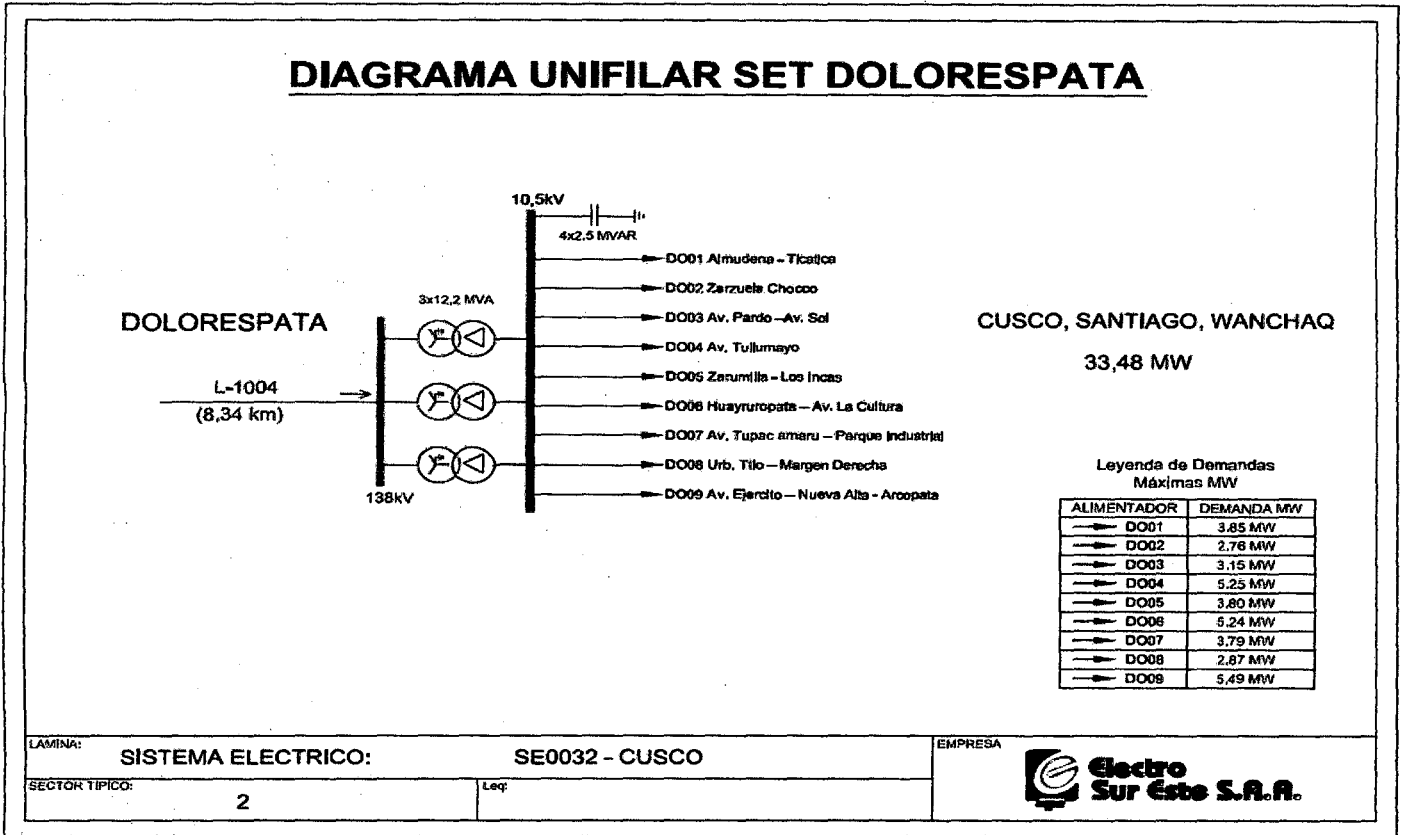 DIAGRAMA UNIFILAR SET DOLORESPATA
10,5kV
4x2.5 MVAR
DO01 Almudena - Ticatica
DO02 Zarzuela Chocco
3x12,2 MVA
DO03 Av. Pardo - Av. Sol
DOLORESPATA
CUSCO, SANTIAGO, WANCHAQ
DO04 Av. Tullumayo
33,48 MW
DO05 Zarumilla - Los Incas
L-1004
(8,34 km)
DO06 Huayruropata - Av. La Cultura
DO07 Av. Tupac amaru - Parque Industrial
DO08 Urb. Tilo - Margen Derecha
DO09 Av. Ejercito - Nueva Alta - Arcopata
138kV
Leyenda de Demandas
Máximas MW
ALIMENTADOR DEMANDA MW
DO01 3.85 MW
DO02 2.76 MW
DO03 3.15 MW
DO04 5.25 MW
DO05 3,80 MW
DO06 5.24 MW
DO07 3,79 MW
DO08 2,87 MW
DO09 5,49 MW
LAMINA: SISTEMA ELECTRICO: SE0032 - CUSCO
EMPRESA
Electro
Sur Este S.A.A.
SECTOR TIPICO: 2
Leq: